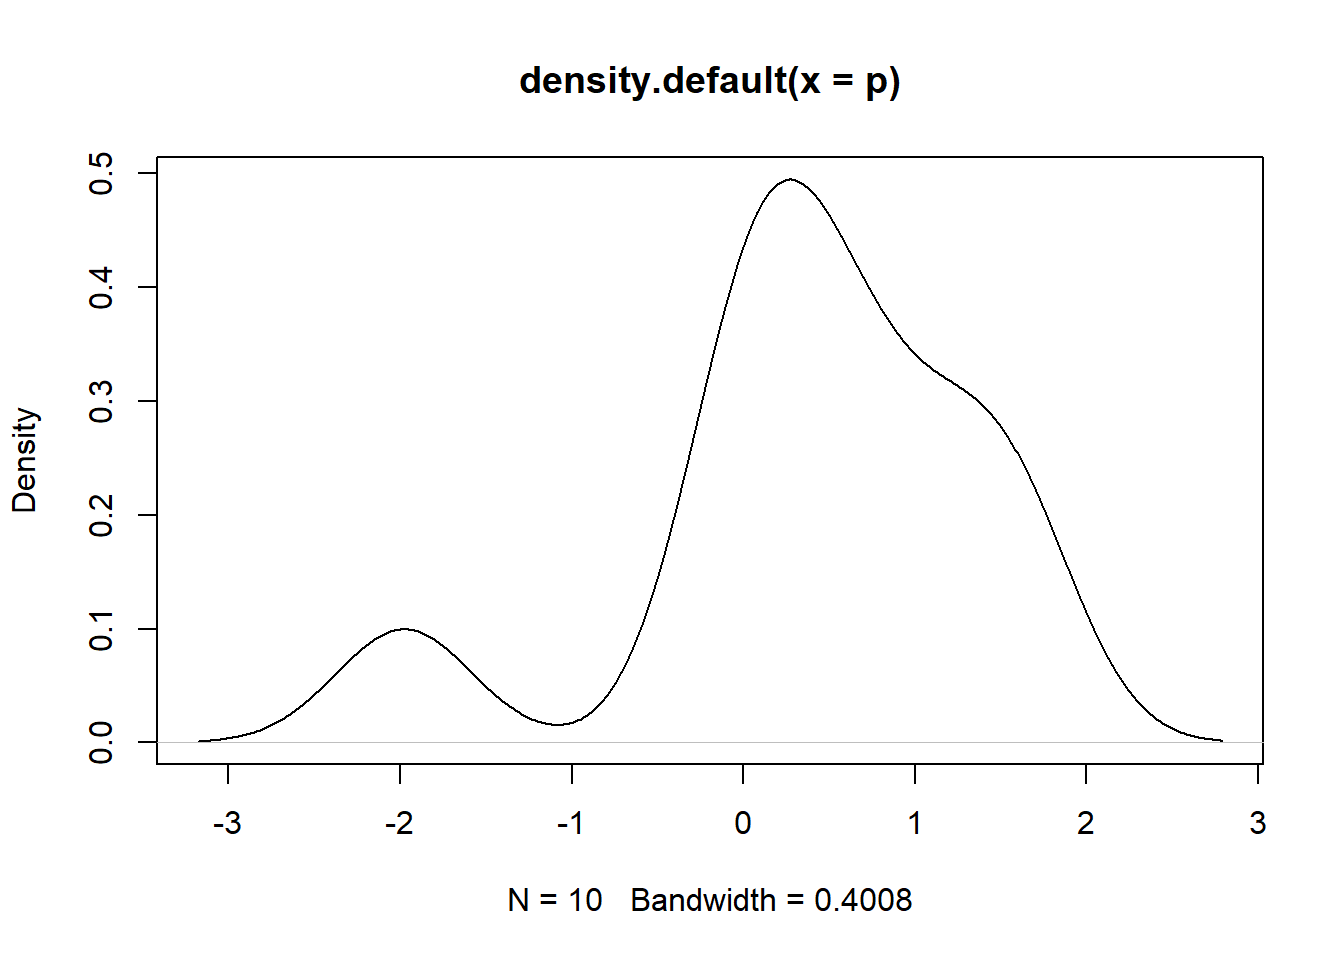 density.default(x = p)
Density
0.5
0.4
0.3
0.2
0.1
0.0
-3 -2 -1 0 1 2 3
N = 10 Bandwidth = 0.4008